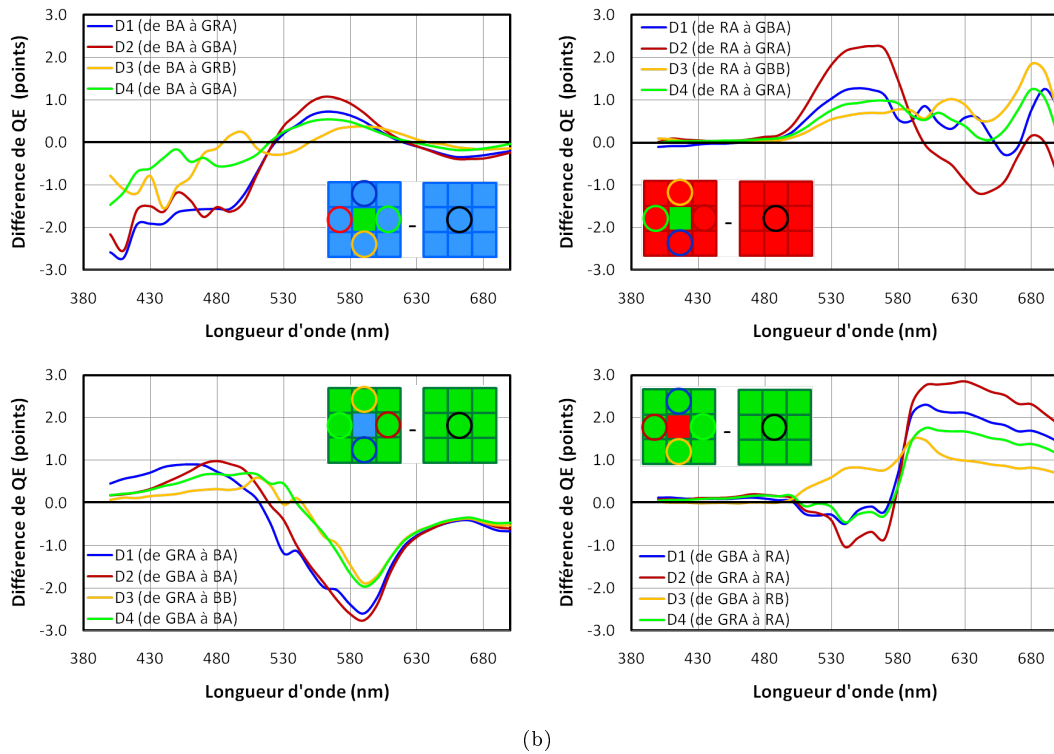 Différence de QE (points)
3.0
2.0
1.0
0.0
-1.0
-2.0
-3.0
D1 (de BA à GRA)
D2 (de BA à GBA)
D3 (de BA à GRB)
D4 (de BA à GBA)
-
380 430 480 530 580 630 680
Longueur d'onde (nm)
Différence de QE (points)
3.0
2.0
1.0
0.0
-1.0
-2.0
-3.0
D1 (de RA à GBA)
D2 (de RA à GRA)
D3 (de RA à GBB)
D4 (de RA à GRA)
-
380 430 480 530 580 630 680
Longueur d'onde (nm)
Différence de QE (points)
3.0
2.0
1.0
0.0
-1.0
-2.0
-3.0
-
D1 (de GRA à BA)
D2 (de GBA à BA)
D3 (de GRA à BB)
D4 (de GBA à BA)
380 430 480 530 580 630 680
Longueur d'onde (nm)
Différence de QE (points)
3.0
2.0
1.0
0.0
-1.0
-2.0
-3.0
-
D1 (de GBA à RA)
D2 (de GRA à RA)
D3 (de GBA à RB)
D4 (de GRA à RA)
380 430 480 530 580 630 680
Longueur d'onde (nm)
(b)